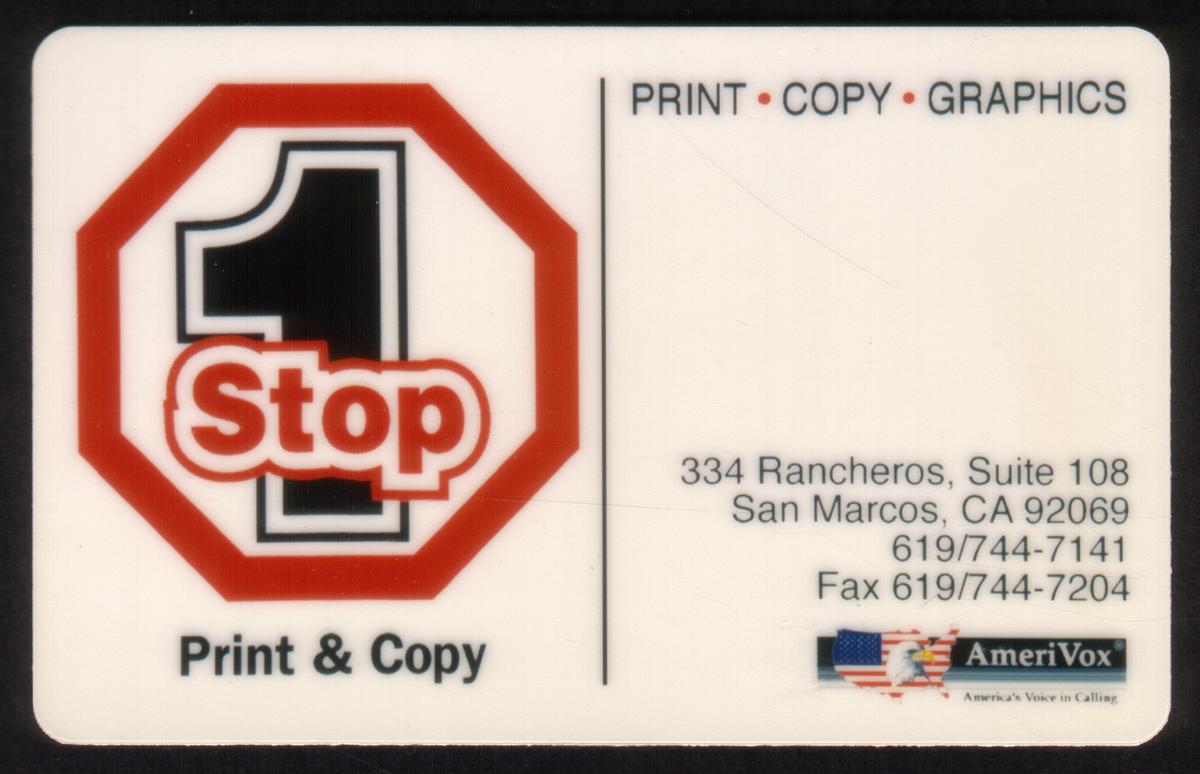 1
Stop
Print & Copy
PRINT • COPY • GRAPHICS
334 Rancheros, Suite 108
San Marcos, CA 92069
619/744-7141
Fax 619/744-7204
AmeriVox®
America's Voice in Calling